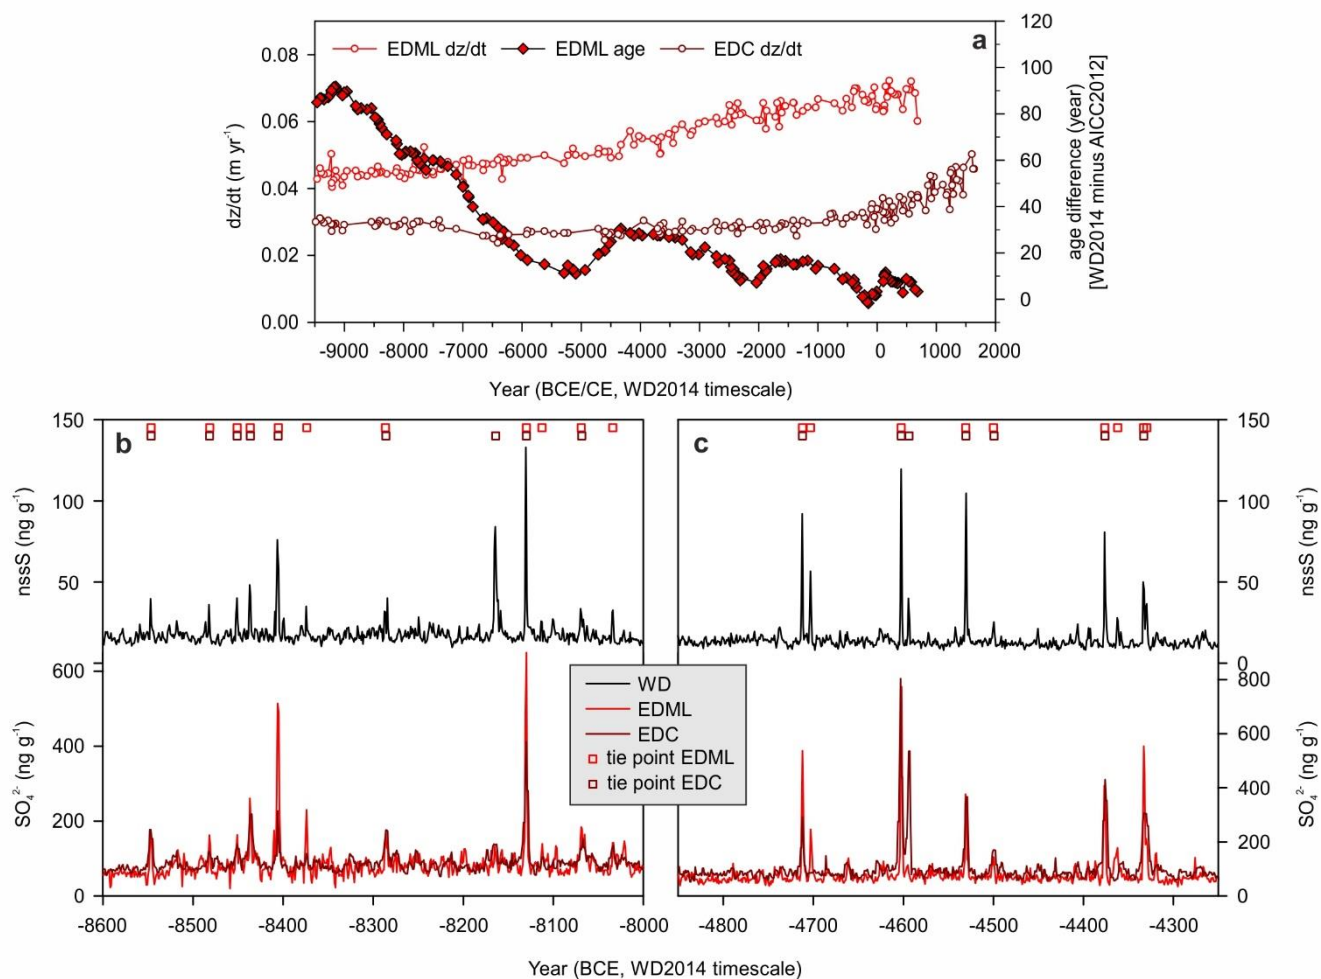 EDML dz/dt EDML age EDC dz/dt a
0.08
0.06
0.04
0.02
0.00
dz/dt (m yr⁻¹)
120
100
80
60
40
20
0
age difference (year)
[WD2014 minus AICC2012]
-9000 -8000 -7000 -6000 -5000 -4000 -3000 -2000 -1000 0 1000 2000
Year (BCE/CE, WD2014 timescale)
b
150
100
50
nssS (ng g⁻¹)
600
400
200
0
SO₄²⁻ (ng g⁻¹)
-8600 -8500 -8400 -8300 -8200 -8100 -8000
WD
EDML
EDC
tie point EDML
tie point EDC
c
150
100
50
0
nssS (ng g⁻¹)
800
600
400
200
0
SO₄²⁻ (ng g⁻¹)
-4800 -4700 -4600 -4500 -4400 -4300
Year (BCE, WD2014 timescale)